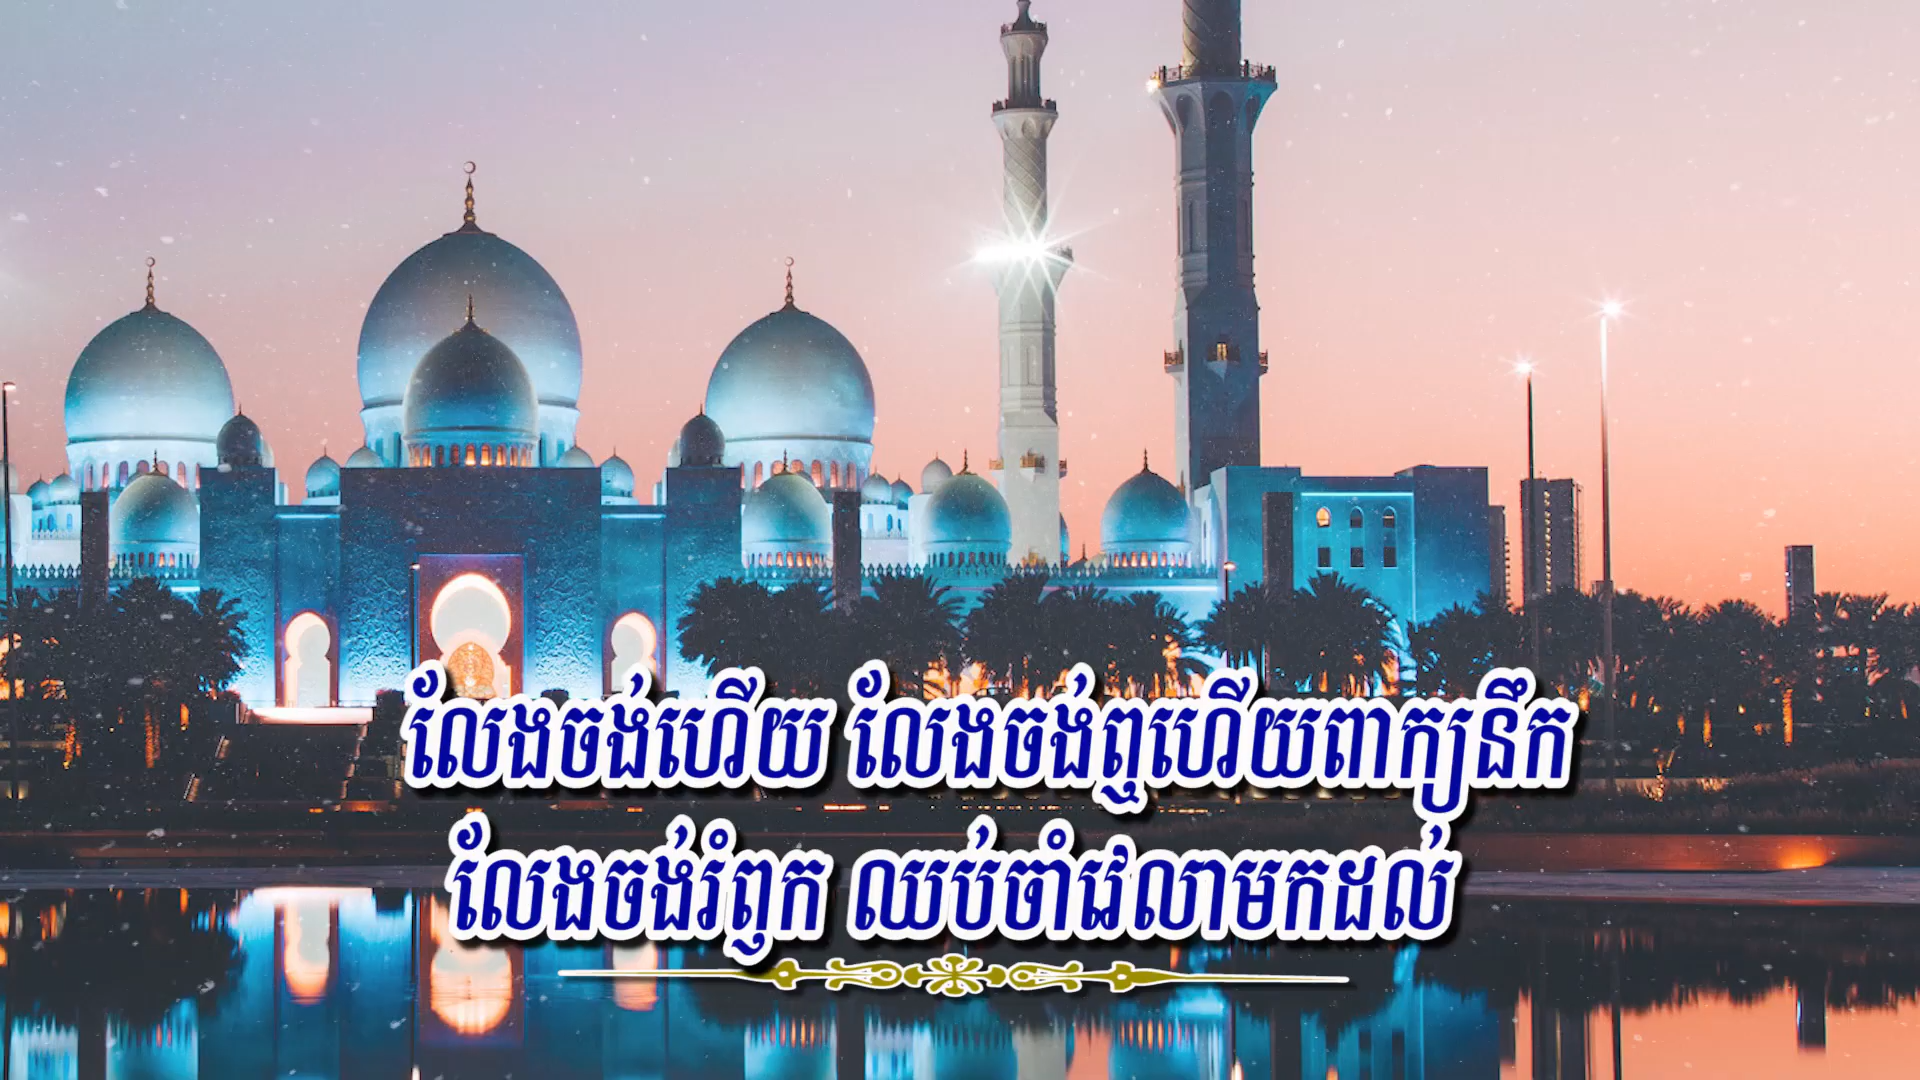 លែងចង់ហើយ លែងចង់ឮហើយពាក្យនឹក
លែងចង់រំឭក ឈប់ចាំវេលាមកដល់